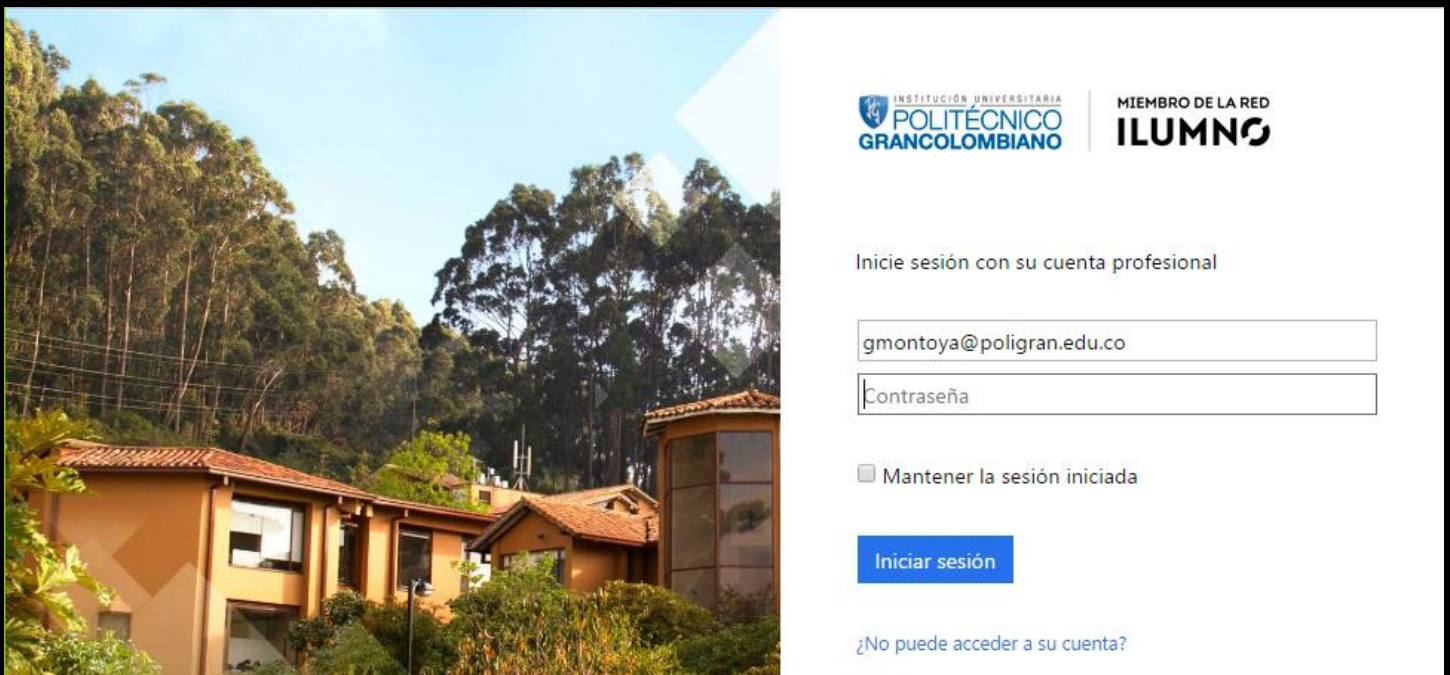 INSTITUCIÓN UNIVERSITARIA
POLITÉCNICO
GRANCOLOMBIANO
MIEMBRO DE LA RED
ILUMNO
Inicie sesión con su cuenta profesional
gmontoya@poligran.edu.co
Contraseña
Mantener la sesión iniciada
Iniciar sesión
¿No puede acceder a su cuenta?